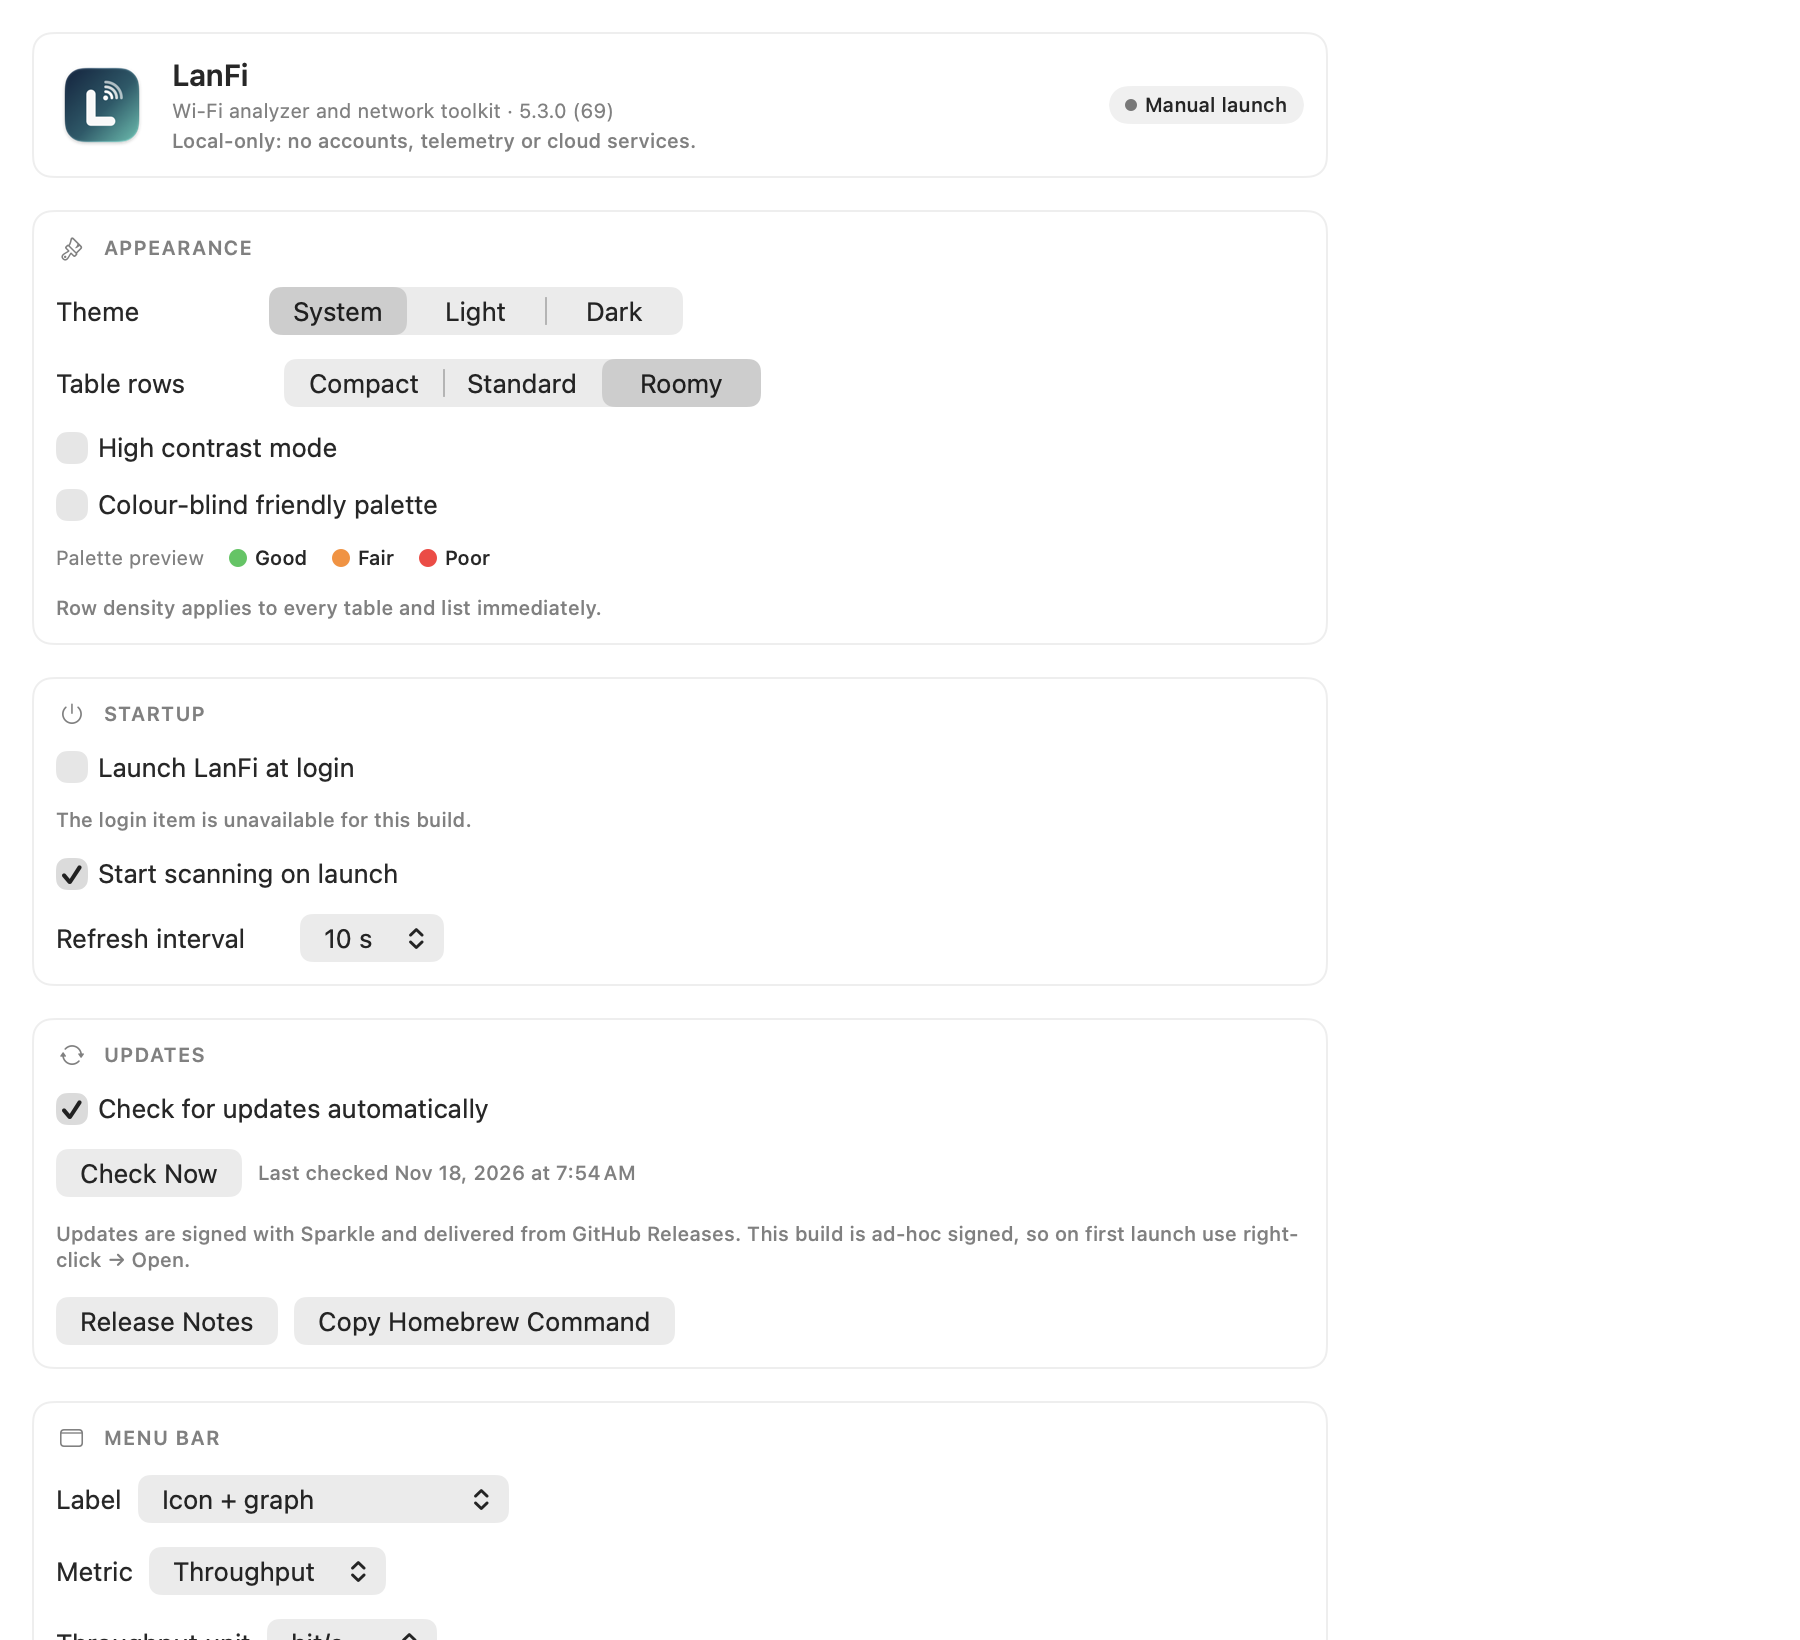 LanFi
Wi-Fi analyzer and network toolkit · 5.3.0 (69)
Local-only: no accounts, telemetry or cloud services.
Manual launch
APPEARANCE
Theme System Light Dark
Table rows Compact Standard Roomy
High contrast mode
Colour-blind friendly palette
Palette preview Good Fair Poor
Row density applies to every table and list immediately.
STARTUP
Launch LanFi at login
The login item is unavailable for this build.
Start scanning on launch
Refresh interval 10 s
UPDATES
Check for updates automatically
Check Now Last checked Nov 18, 2026 at 7:54 AM
Updates are signed with Sparkle and delivered from GitHub Releases. This build is ad-hoc signed, so on first launch use right-
click → Open.
Release Notes Copy Homebrew Command
MENU BAR
Label Icon + graph
Metric Throughput
Throughput unit bit/s